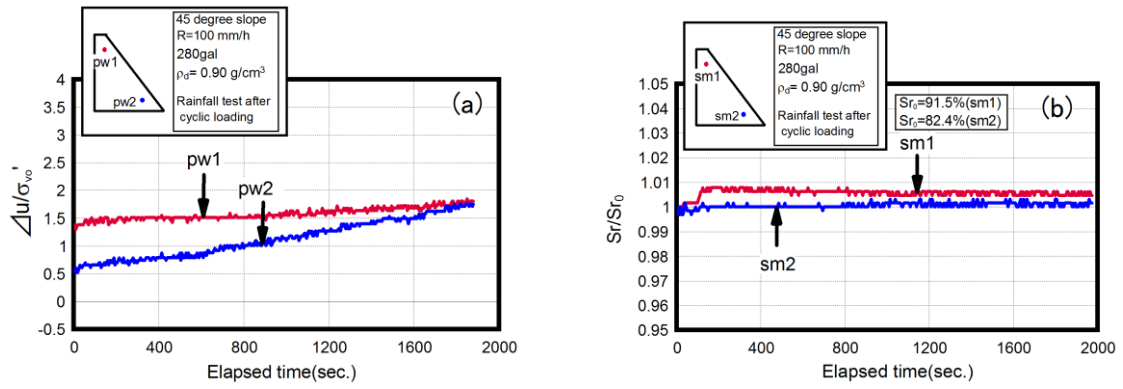 45 degree slope
R=100 mm/h
280gal
ρd= 0.90 g/cm³
Rainfall test after
cyclic loading
pw1
pw2
(a)
pw1
pw2
4
3.5
3
2.5
2
1.5
1
0.5
0
-0.5
⊿u/σvo'
0
400
800
1200
1600
2000
Elapsed time(sec.)
45 degree slope
R=100 mm/h
280gal
ρd= 0.90 g/cm³
Rainfall test after
cyclic loading
sm1
sm2
(b)
Sr₀=91.5%(sm1)
Sr₀=82.4%(sm2)
sm1
sm2
1.05
1.04
1.03
1.02
1.01
1
0.99
0.98
0.97
0.96
0.95
Sr/Sr₀
0
400
800
1200
1600
2000
Elapsed time(sec.)